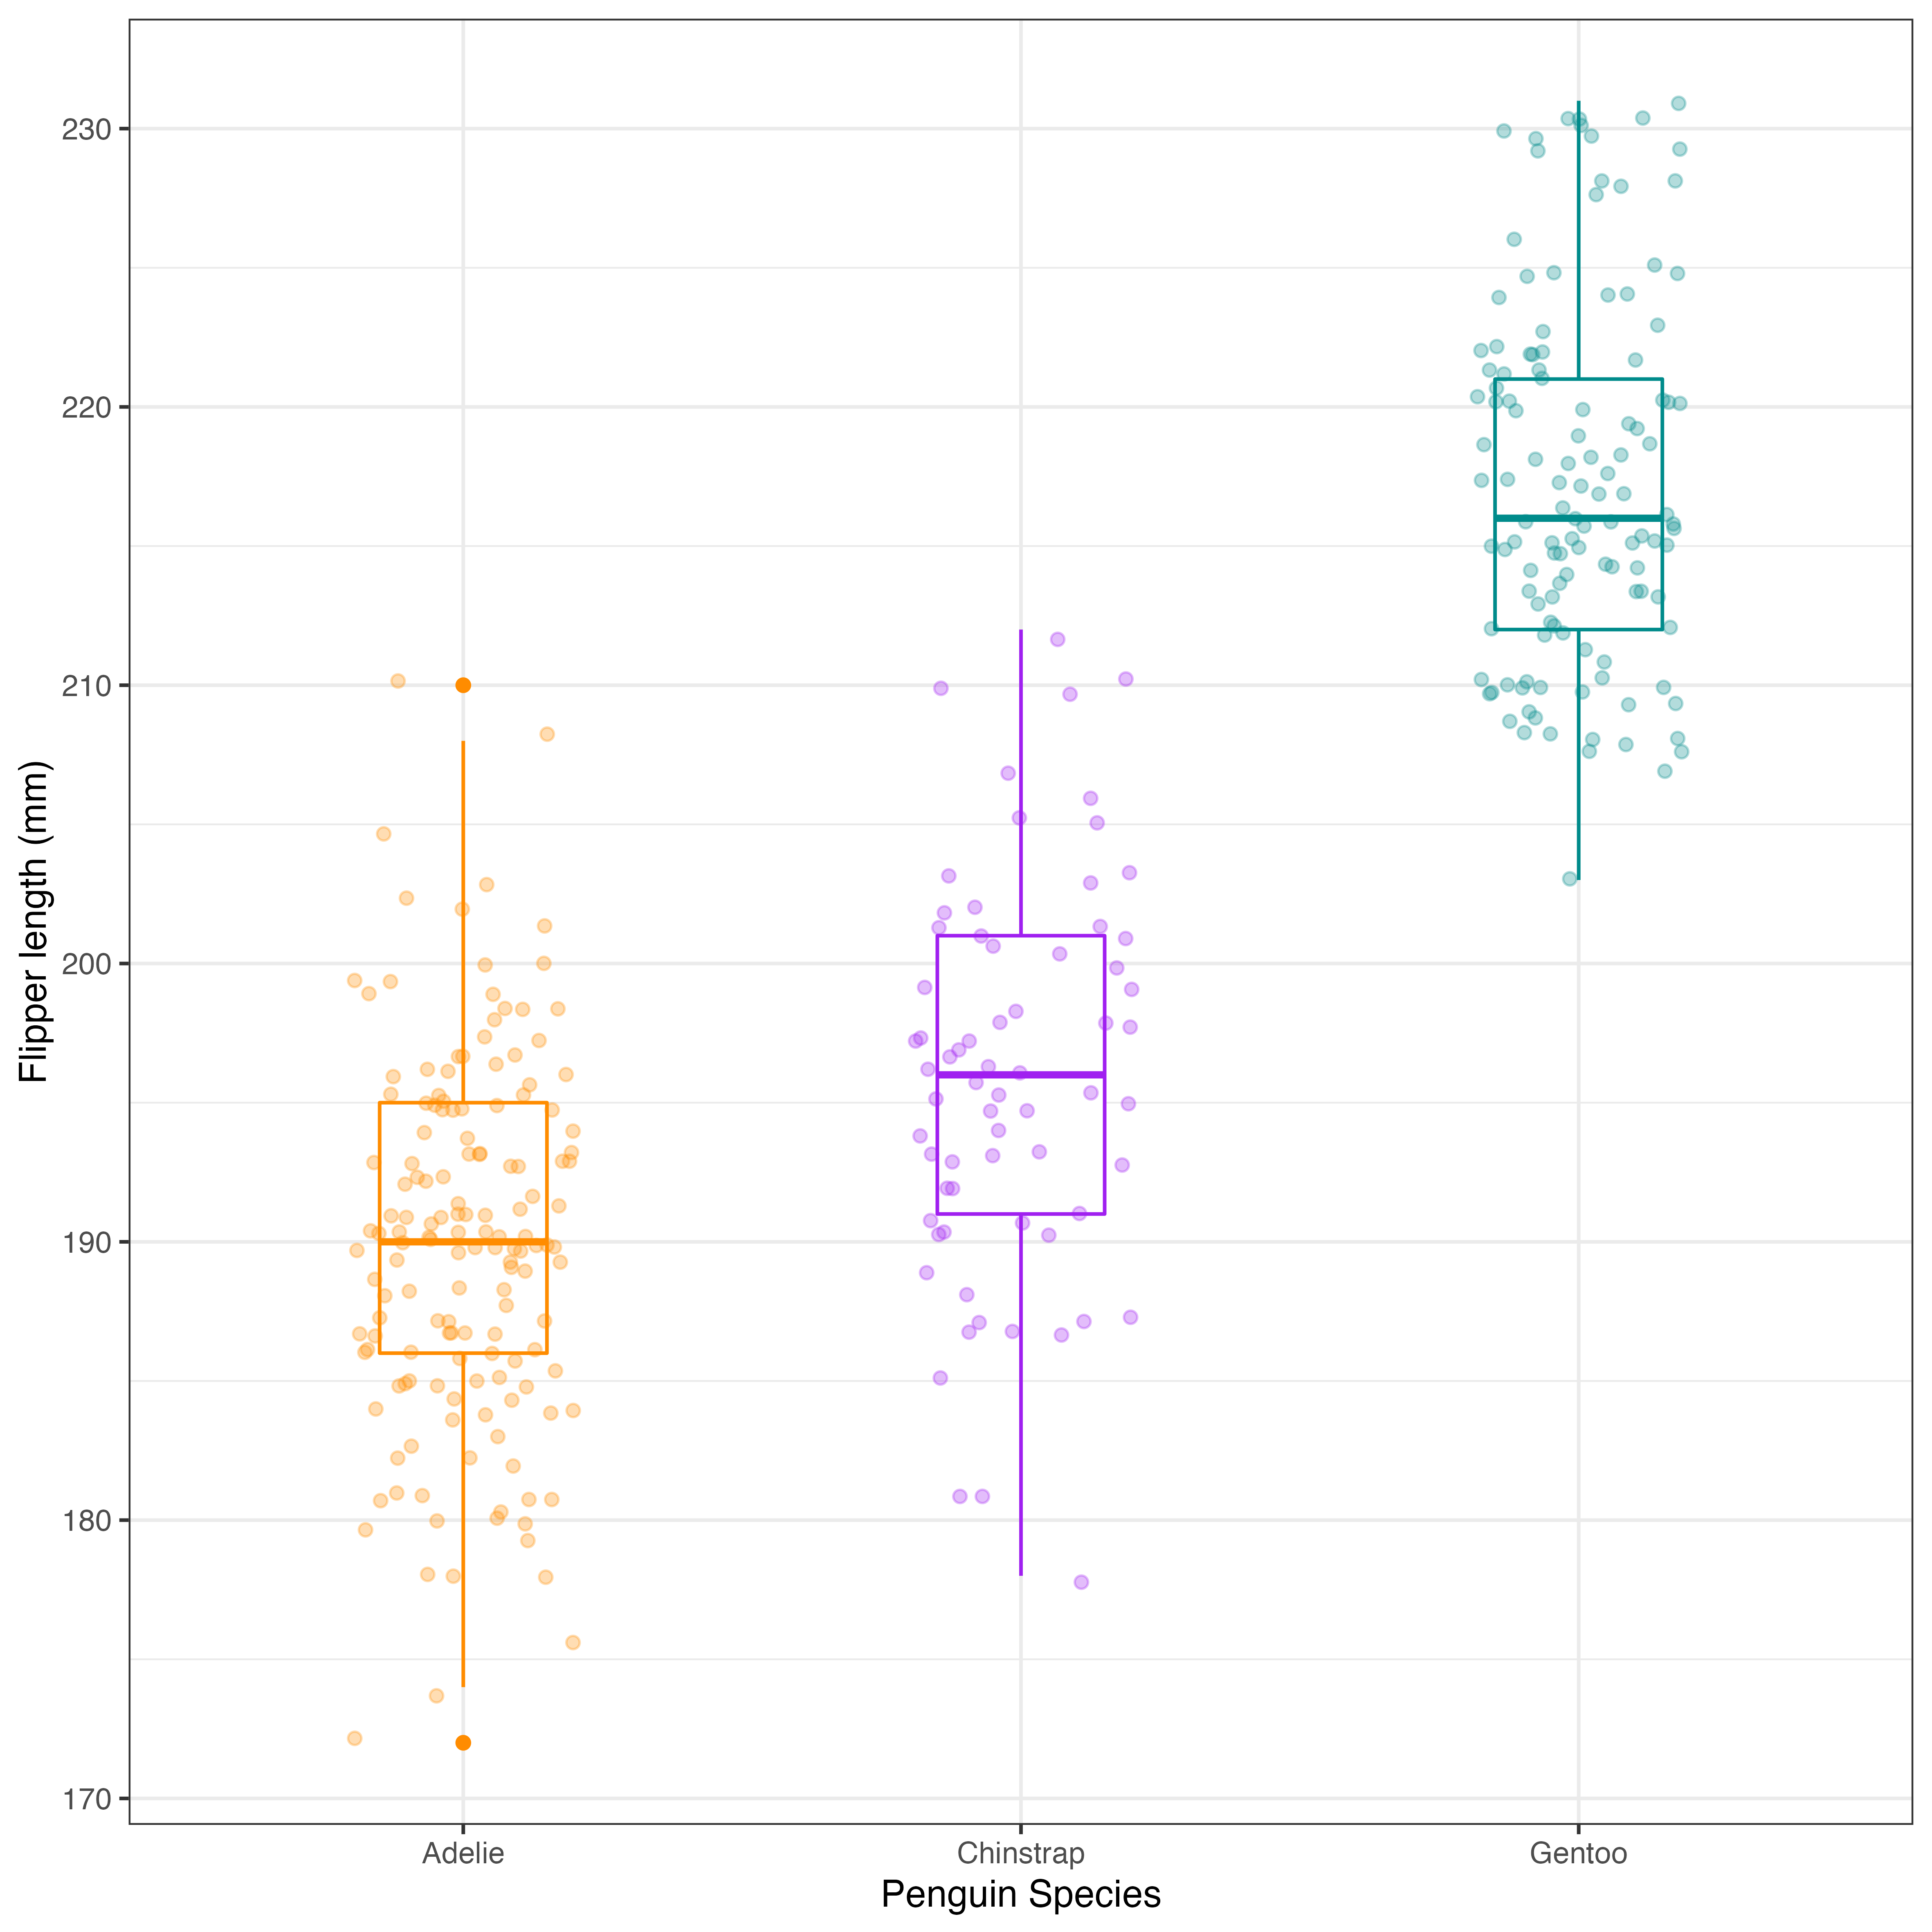 Flipper length (mm)
230
220
210
200
190
180
170
Adelie
Chinstrap
Gentoo
Penguin Species